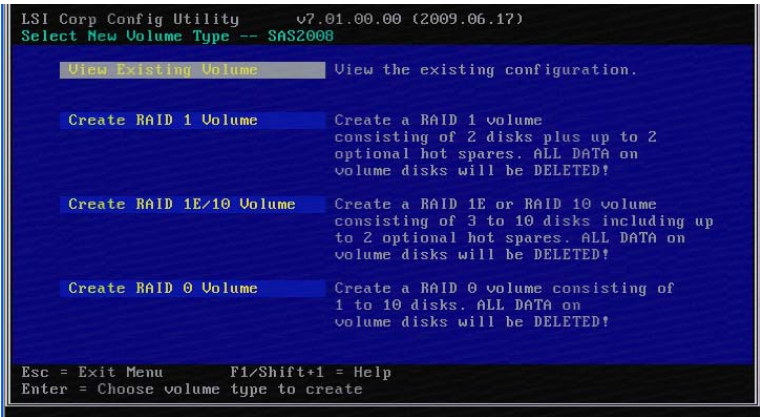 LSI Corp Config Utility v7.01.00.00 (2009.06.17)
Select New Volume Type -- SAS2008
View Existing Volume View the existing configuration.
Create RAID 1 Volume Create a RAID 1 volume
consisting of 2 disks plus up to 2
optional hot spares. ALL DATA on
volume disks will be DELETED!
Create RAID 1E/10 Volume Create a RAID 1E or RAID 10 volume
consisting of 3 to 10 disks including up
to 2 optional hot spares. ALL DATA on
volume disks will be DELETED!
Create RAID 0 Volume Create a RAID 0 volume consisting of
1 to 10 disks. ALL DATA on
volume disks will be DELETED!
Esc = Exit Menu F1/Shift+1 = Help
Enter = Choose volume type to create